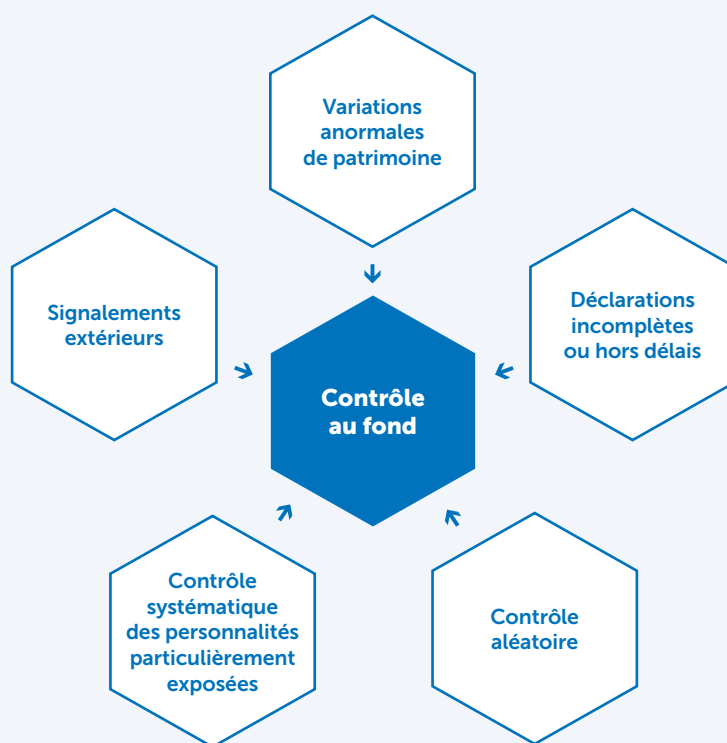 Variations
anormales
de patrimoine
Signalements
extérieurs
Déclarations
incomplètes
ou hors délais
Contrôle
au fond
Contrôle
systématique
des personnalités
particulièrement
exposées
Contrôle
aléatoire